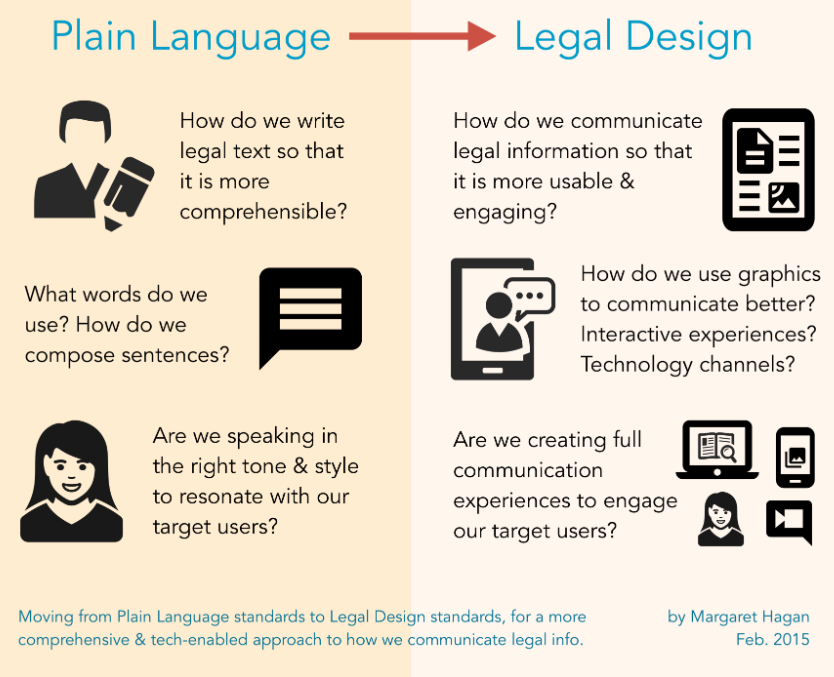 Plain Language
Legal Design
How do we write
legal text so that
it is more
comprehensible?
What words do we
use? How do we
compose sentences?
Are we speaking in
the right tone & style
to resonate with our
target users?
How do we communicate
legal information so that
it is more usable &
engaging?
How do we use graphics
to communicate better?
Interactive experiences?
Technology channels?
Are we creating full
communication
experiences to engage
our target users?
Moving from Plain Language standards to Legal Design standards, for a more
comprehensive & tech-enabled approach to how we communicate legal info.
by Margaret Hagan
Feb. 2015